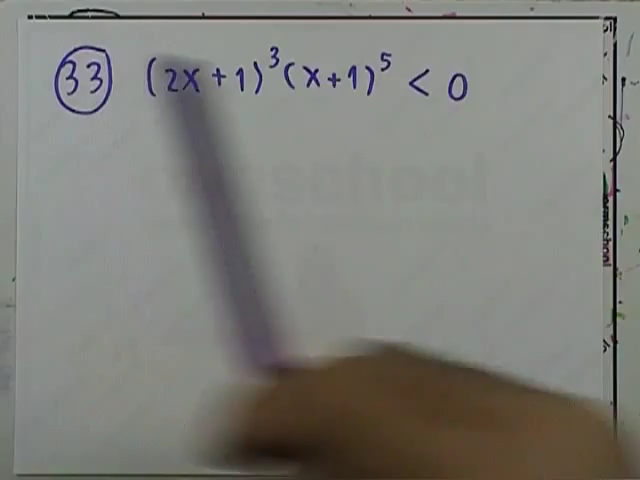 33 (2x+1)³(x+1)⁵ < 0